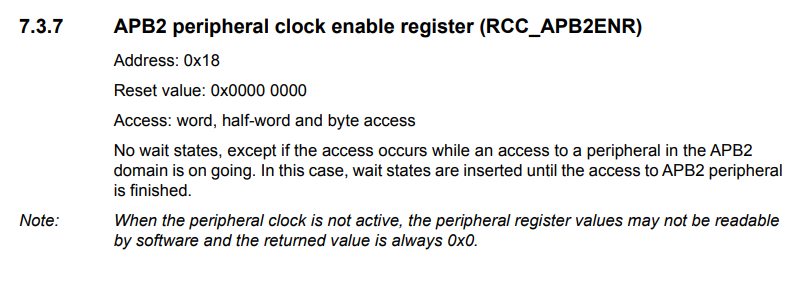 7.3.7 APB2 peripheral clock enable register (RCC_APB2ENR)
Address: 0x18
Reset value: 0x0000 0000
Access: word, half-word and byte access
No wait states, except if the access occurs while an access to a peripheral in the APB2
domain is on going. In this case, wait states are inserted until the access to APB2 peripheral
is finished.
Note: When the peripheral clock is not active, the peripheral register values may not be readable
by software and the returned value is always 0x0.